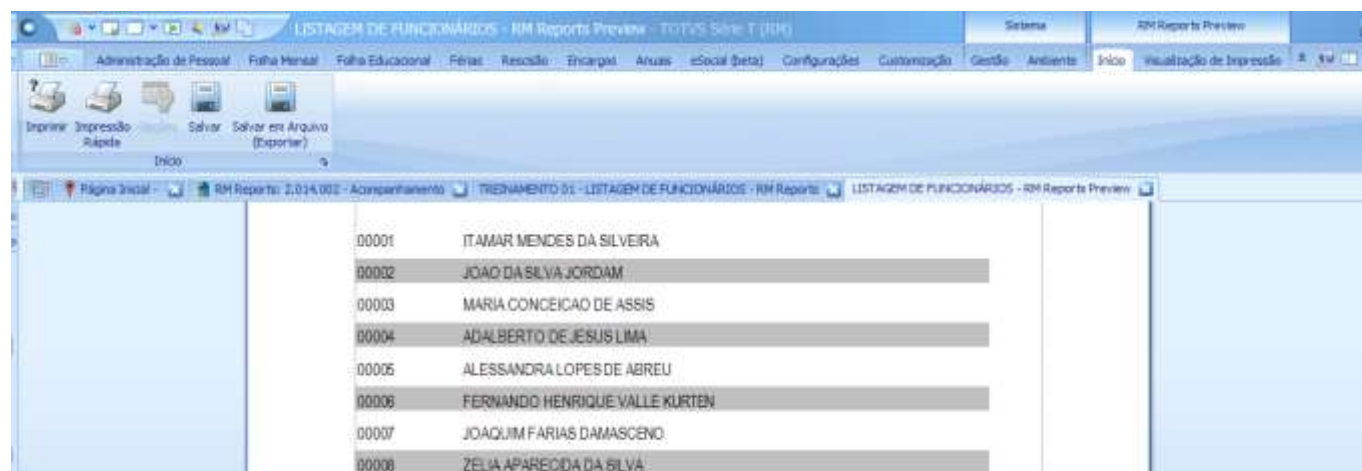 LISTAGEM DE FUNCIONÁRIOS - RM Reports Preview - TOTVS Série T (RM)
Sistema
RM Reports Preview
Administração de Pessoal
Folha Mensal
Folha Educacional
Férias
Rescisão
Encargos
Anuais
eSocial (beta)
Configurações
Customização
Gestão
Ambiente
Início
Visualização de Impressão
Imprimir
Impressão Rápida
Salvar
Salvar em Arquivo (Exportar)
Início
Página Inicial -
RM Reports: 2.014.002 - Acompanhamento
TREINAMENTO 01 - LISTAGEM DE FUNCIONÁRIOS - RM Reports
LISTAGEM DE FUNCIONÁRIOS - RM Reports Preview
00001 ITAMAR MENDES DA SILVEIRA
00002 JOAO DA SILVA JORDAM
00003 MARIA CONCEICAO DE ASSIS
00004 ADALBERTO DE JESUS LIMA
00005 ALESSANDRA LOPES DE ABREU
00006 FERNANDO HENRIQUE VALLE KURTEN
00007 JOAQUIM FARIAS DAMASCENO
00008 ZELIA APARECIDA DA SILVA